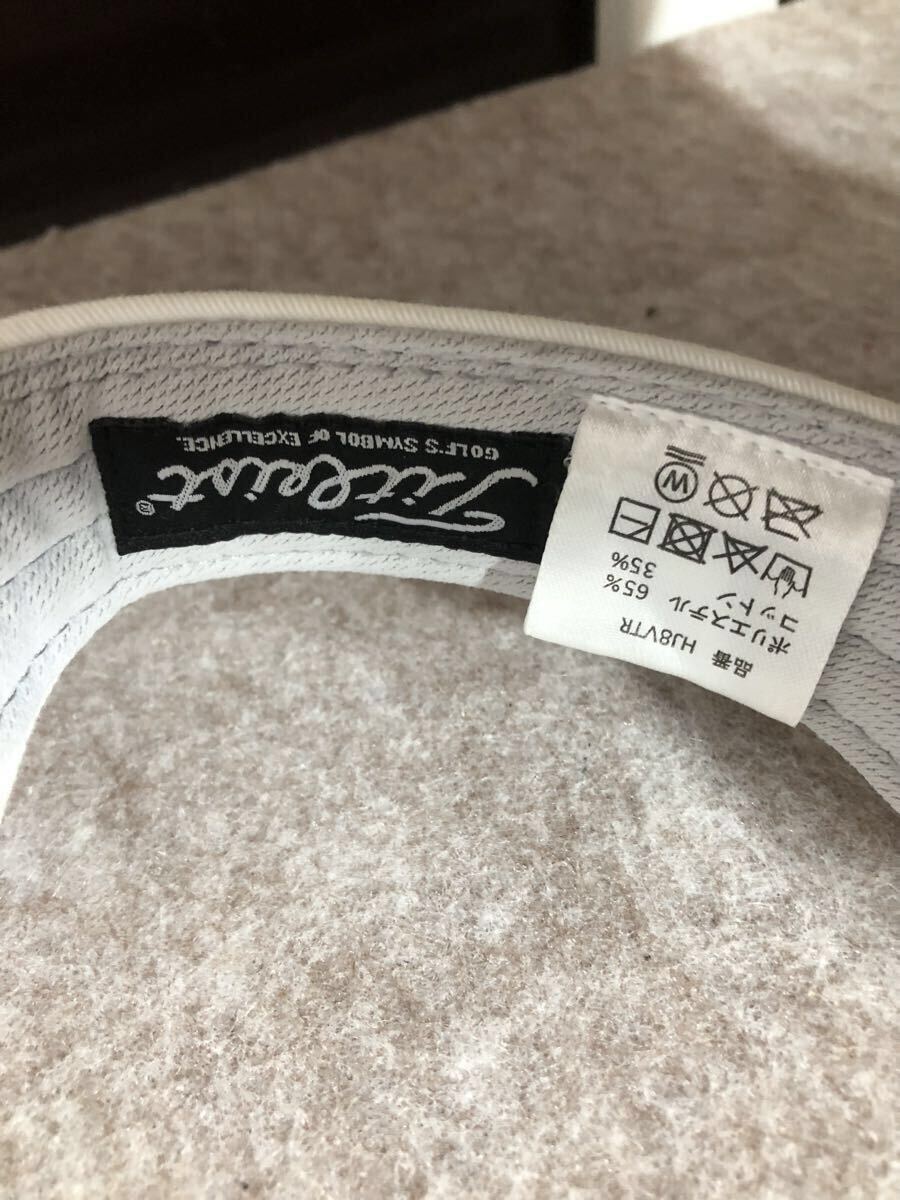 Titleist®
GOLF'S SYMBOL OF EXCELLENCE.
品番 HJ8VTR
ポリエステル 65%
コットン 35%
W